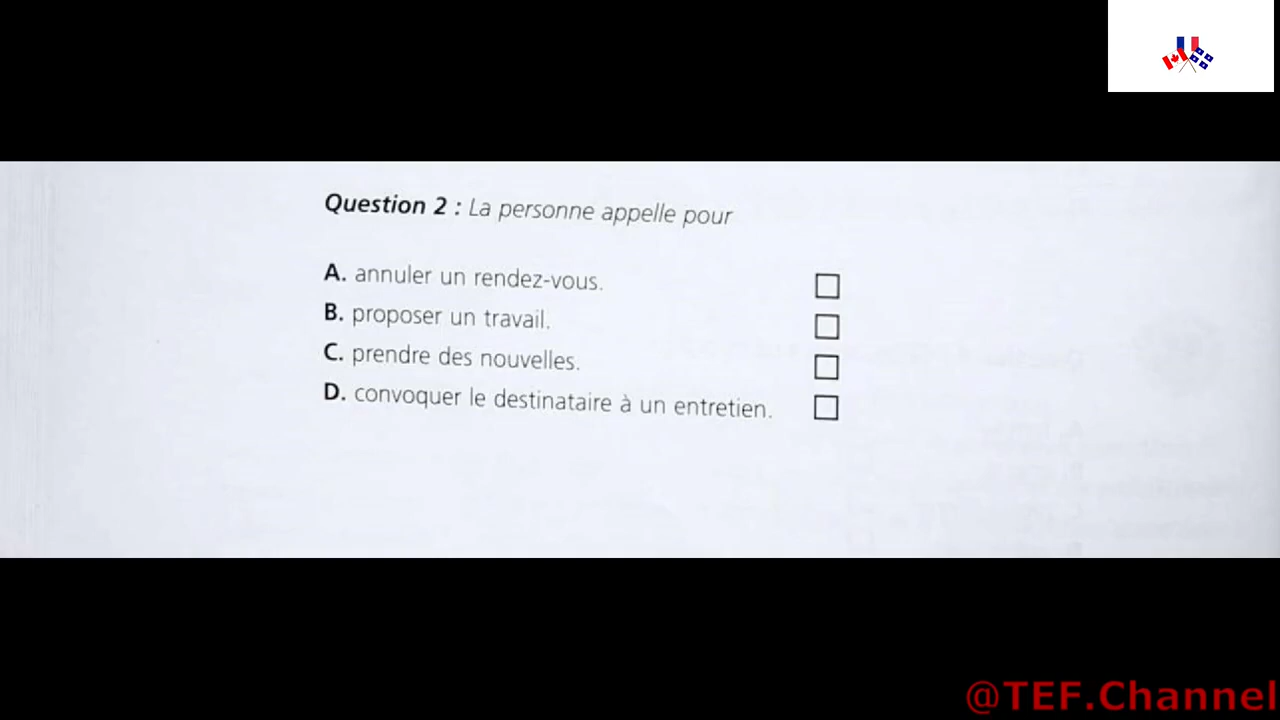 Question 2 : La personne appelle pour
A. annuler un rendez-vous.
B. proposer un travail.
C. prendre des nouvelles.
D. convoquer le destinataire à un entretien.
@TEF.Channel